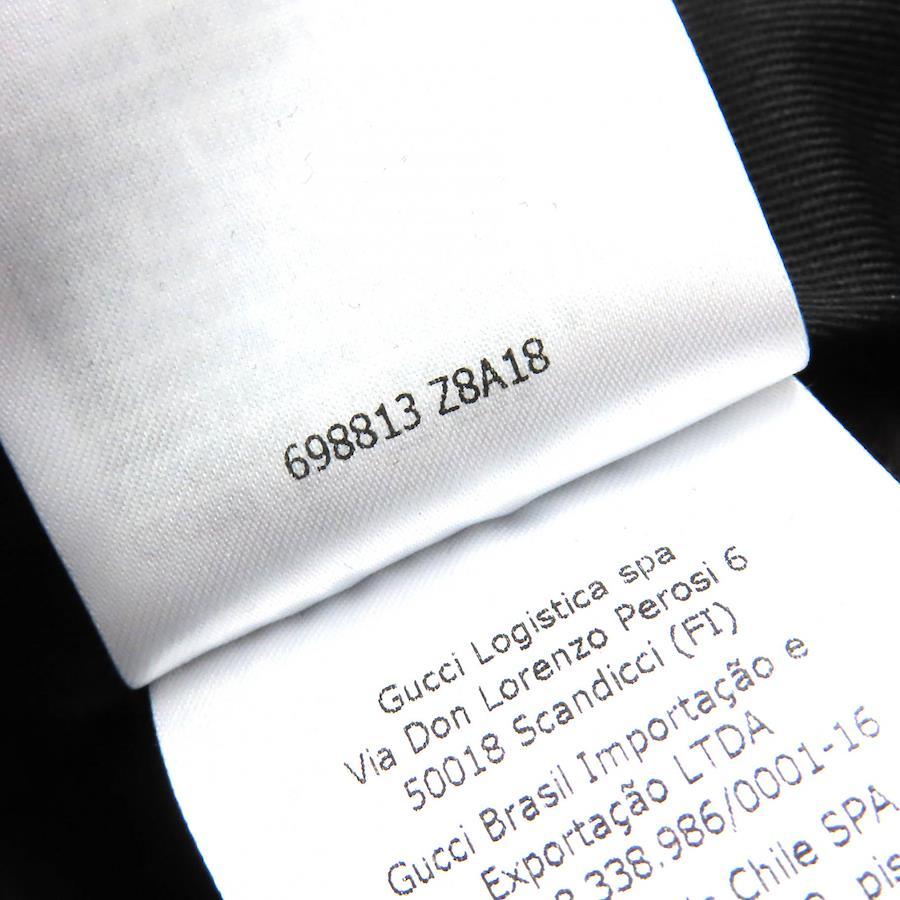 698813 Z8A18
Gucci Logistica spa
Via Don Lorenzo Perosi 6
50018 Scandicci (FI)
Gucci Brasil Importação e
Exportação LTDA
338.986/0001-16
Chile SPA